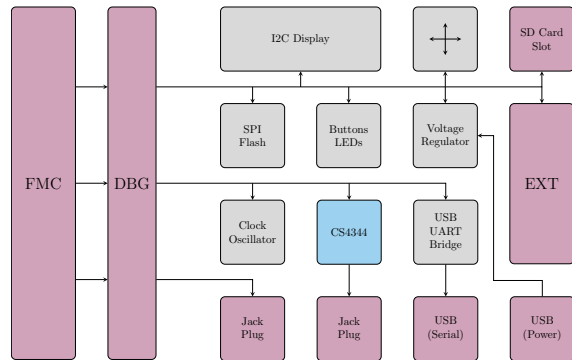 I2C Display
SD Card
Slot
FMC
DBG
SPI
Flash
Buttons
LEDs
Voltage
Regulator
EXT
Clock
Oscillator
CS4344
USB
UART
Bridge
Jack
Plug
Jack
Plug
USB
(Serial)
USB
(Power)